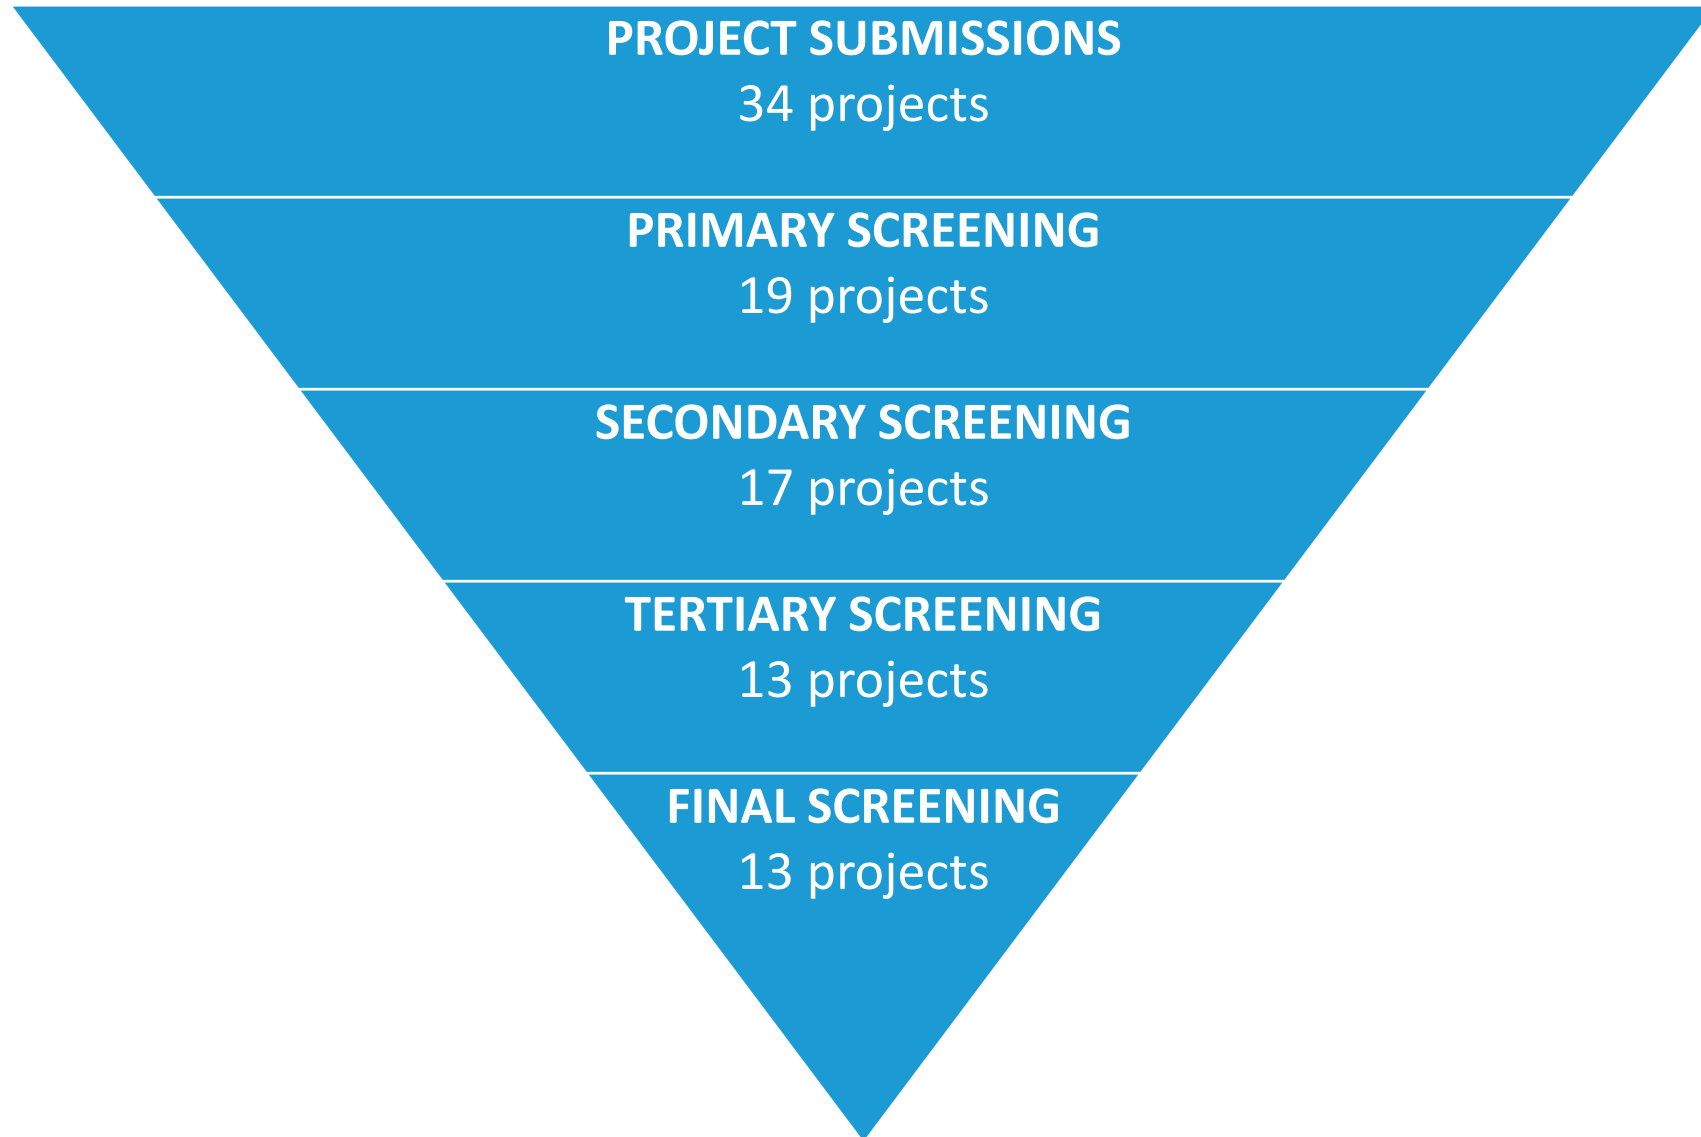 PROJECT SUBMISSIONS
34 projects
PRIMARY SCREENING
19 projects
SECONDARY SCREENING
17 projects
TERTIARY SCREENING
13 projects
FINAL SCREENING
13 projects